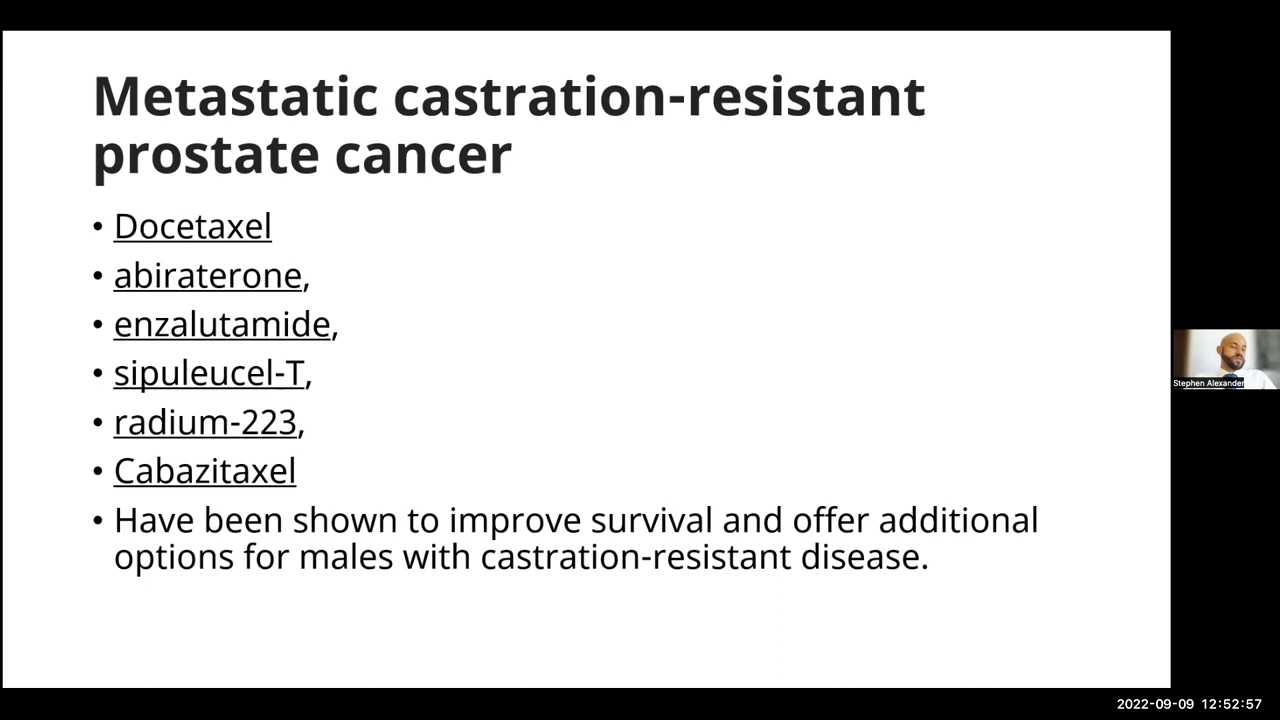 Metastatic castration-resistant
prostate cancer
• Docetaxel
• abiraterone,
• enzalutamide,
• sipuleucel-T,
• radium-223,
• Cabazitaxel
• Have been shown to improve survival and offer additional
options for males with castration-resistant disease.
Stephen Alexander
2022-09-09 12:52:57